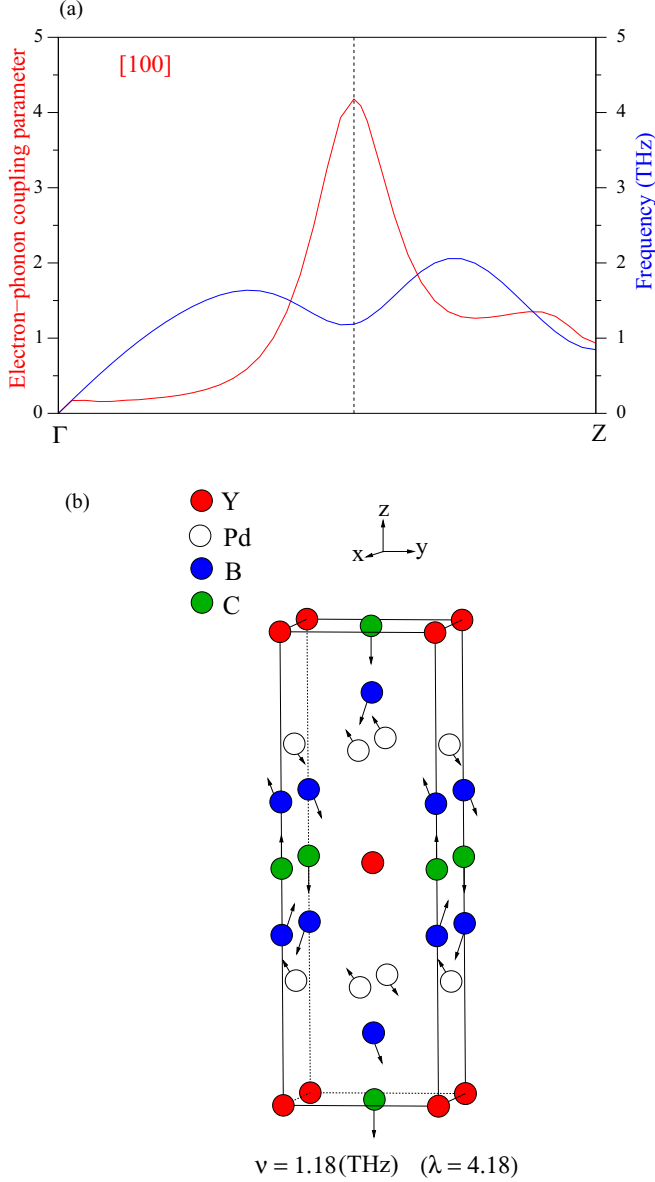 (a)
[100]
Electron−phonon coupling parameter
5
4
3
2
1
0
Frequency (THz)
5
4
3
2
1
0
Γ
Z
(b)
Y
Pd
B
C
z
x
y
ν = 1.18(THz) (λ = 4.18)